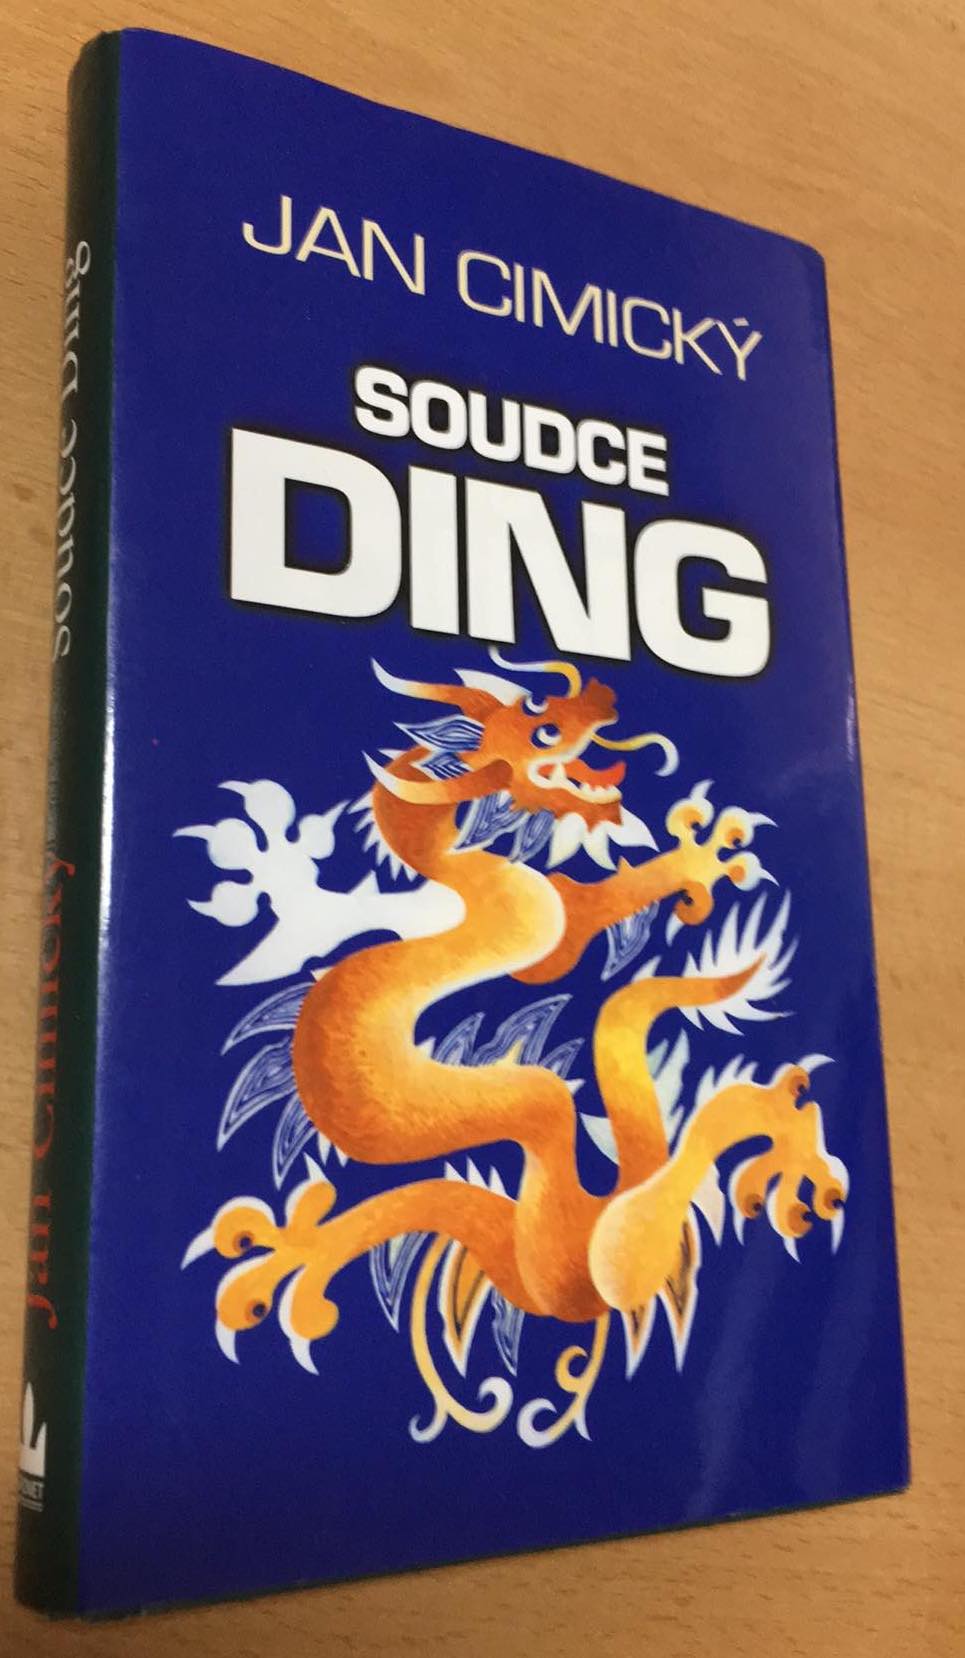 JAN CIMICKÝ
SOUDCE
DING
Jan Cimický Soudce Ding